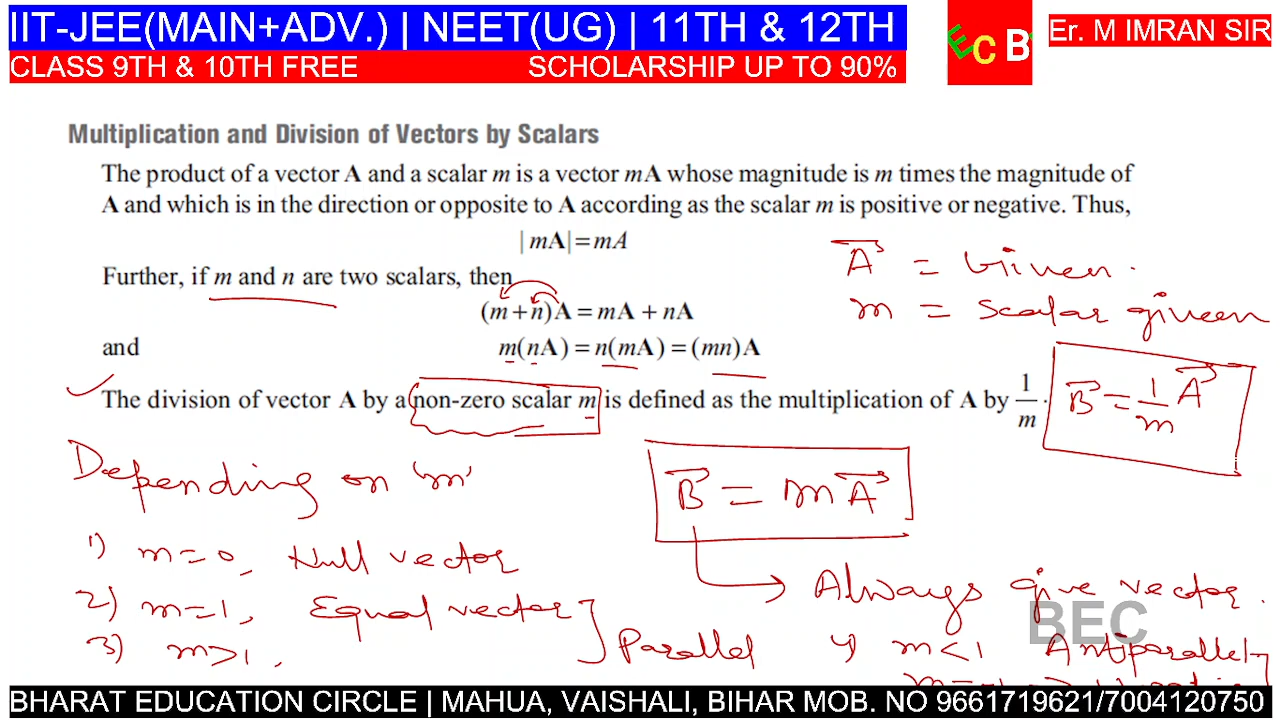 IIT-JEE(MAIN+ADV.) | NEET(UG) | 11TH & 12TH
CLASS 9TH & 10TH FREE SCHOLARSHIP UP TO 90%
ECB
Er. M IMRAN SIR
Multiplication and Division of Vectors by Scalars
The product of a vector A and a scalar m is a vector mA whose magnitude is m times the magnitude of
A and which is in the direction or opposite to A according as the scalar m is positive or negative. Thus,
|mA|=mA
Further, if m and n are two scalars, then
(m+n)A = mA + nA
and
m(nA) = n(mA) = (mn)A
The division of vector A by a non-zero scalar m is defined as the multiplication of A by 1/m.
A⃗ = Given.
m = Scalar giveen
B⃗ = 1/m A⃗
Depending on 'm'
B⃗ = m A⃗
Always give vector.
1) m=0, Null vector
2) m=1, Equal vector
3) m>1,
Parallel
4) m<1 Antiparallel
BEC
BHARAT EDUCATION CIRCLE | MAHUA, VAISHALI, BIHAR MOB. NO 9661719621/7004120750